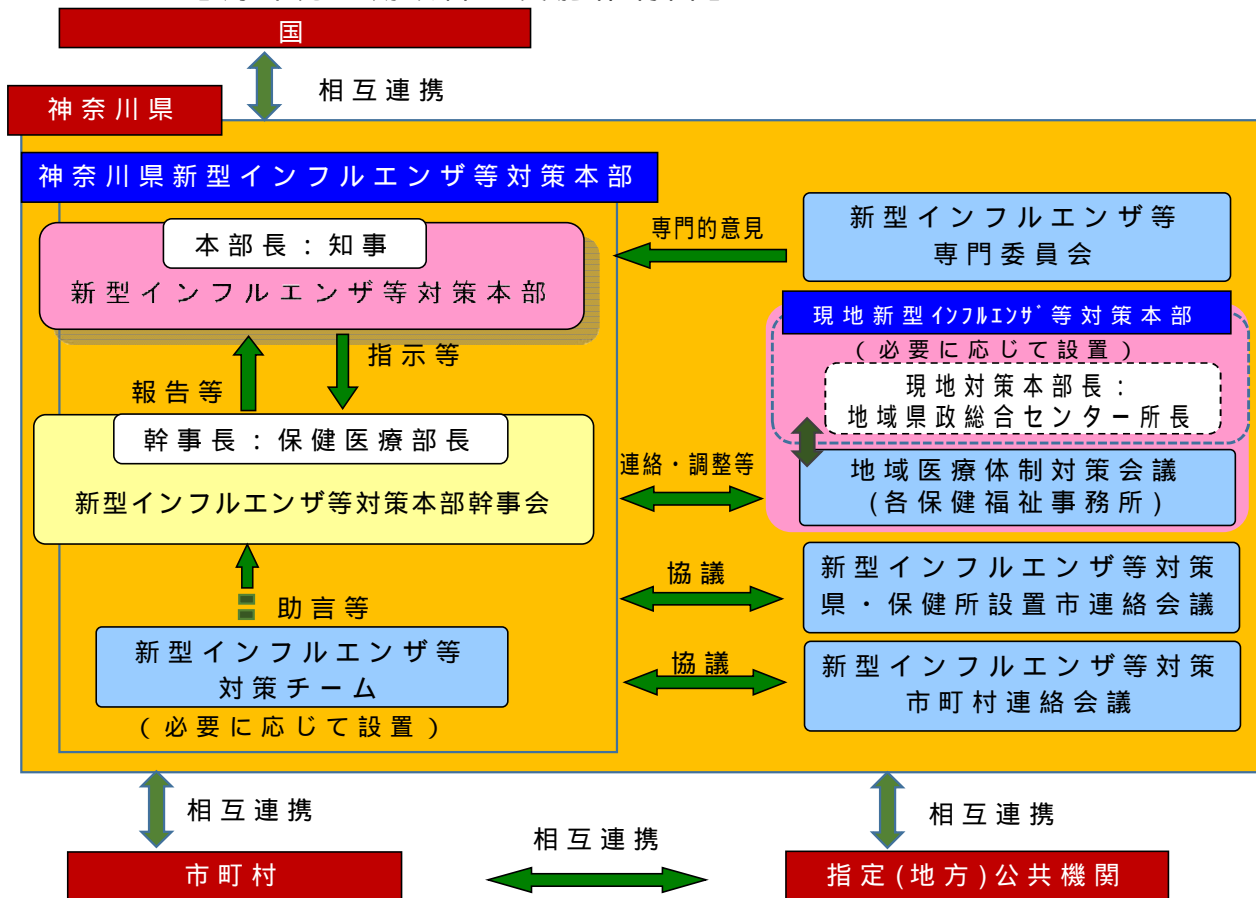 国
相互連携
神奈川県
神奈川県新型インフルエンザ等対策本部
本部長：知事
新型インフルエンザ等対策本部
指示等
報告等
幹事長：保健医療部長
新型インフルエンザ等対策本部幹事会
助言等
新型インフルエンザ等
対策チーム
(必要に応じて設置)
専門的意見
新型インフルエンザ等
専門委員会
現地新型ｲﾝﾌﾙｴﾝｻﾞ等対策本部
(必要に応じて設置)
現地対策本部長：
地域県政総合センター所長
連絡・調整等
地域医療体制対策会議
(各保健福祉事務所)
協議
新型インフルエンザ等対策
県・保健所設置市連絡会議
協議
新型インフルエンザ等対策
市町村連絡会議
相互連携
相互連携
相互連携
市町村
指定(地方)公共機関